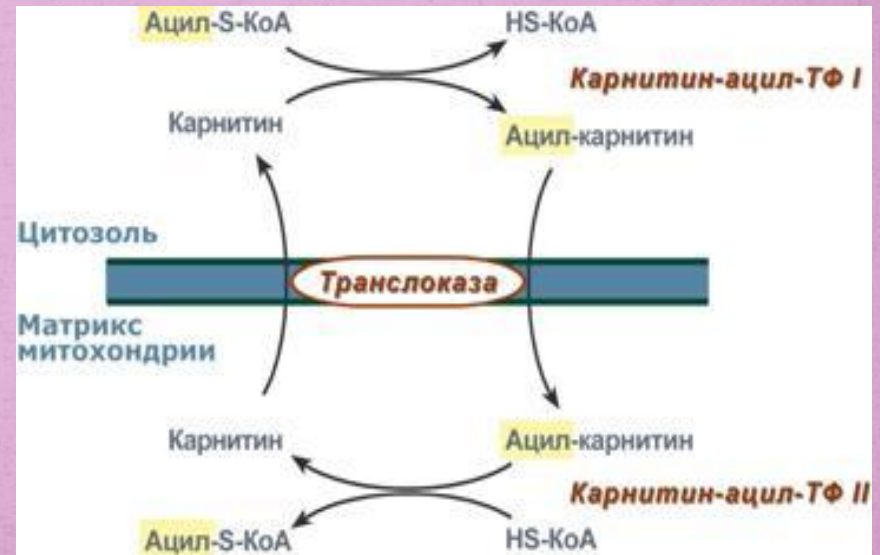 Ацил-S-КоА
HS-КоА
Карнитин-ацил-ТФ I
Карнитин
Ацил-карнитин
Цитозоль
Транслоказа
Матрикс
митохондрии
Карнитин
Ацил-карнитин
Карнитин-ацил-ТФ II
Ацил-S-КоА
HS-КоА